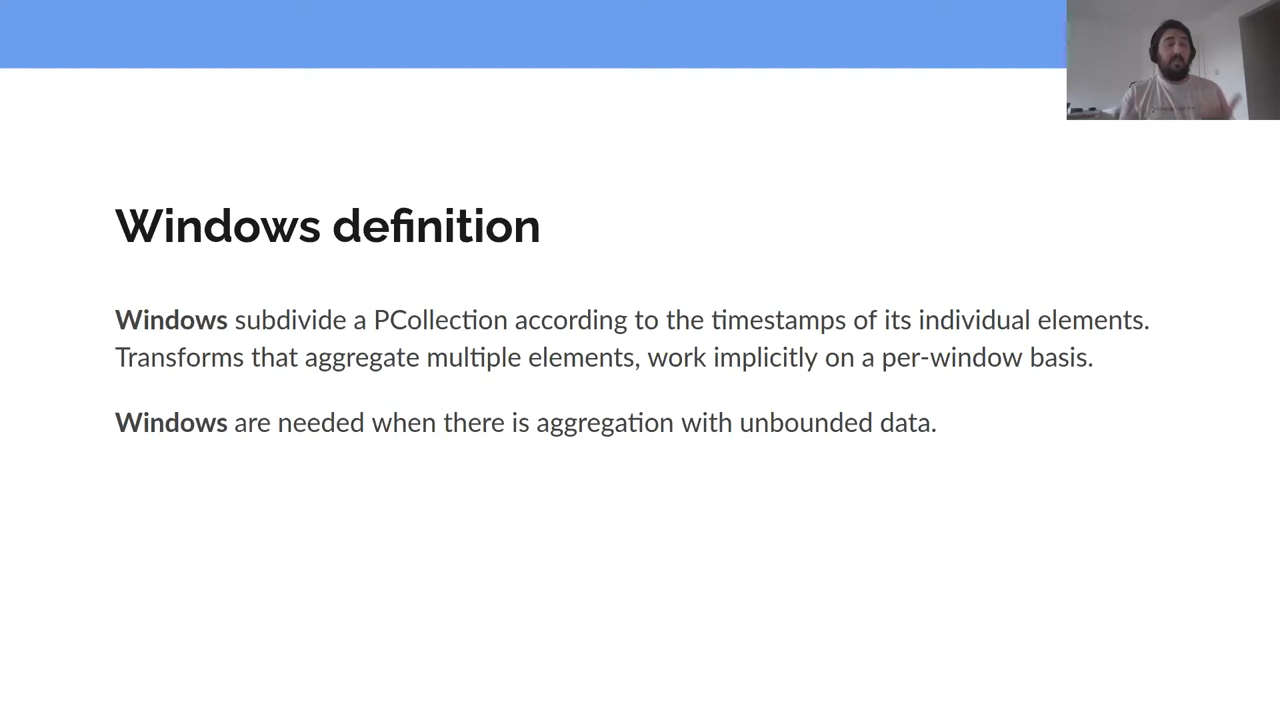 Windows definition
Windows subdivide a PCollection according to the timestamps of its individual elements.
Transforms that aggregate multiple elements, work implicitly on a per-window basis.
Windows are needed when there is aggregation with unbounded data.